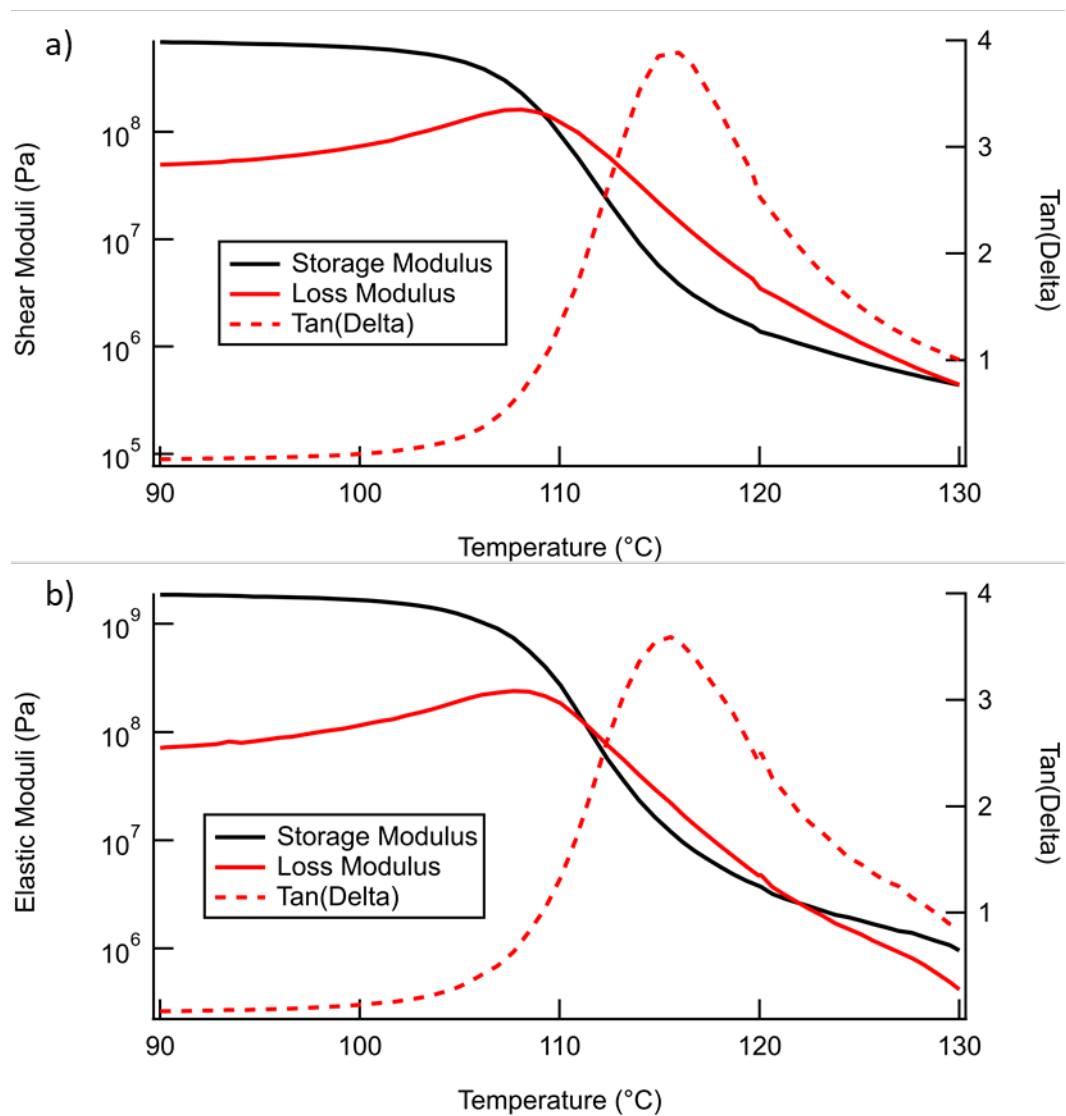 a)
Shear Moduli (Pa)
10^8
10^7
10^6
10^5
Storage Modulus
Loss Modulus
Tan(Delta)
4
3
2
1
Tan(Delta)
90 100 110 120 130
Temperature (°C)
b)
Elastic Moduli (Pa)
10^9
10^8
10^7
10^6
Storage Modulus
Loss Modulus
Tan(Delta)
4
3
2
1
Tan(Delta)
90 100 110 120 130
Temperature (°C)